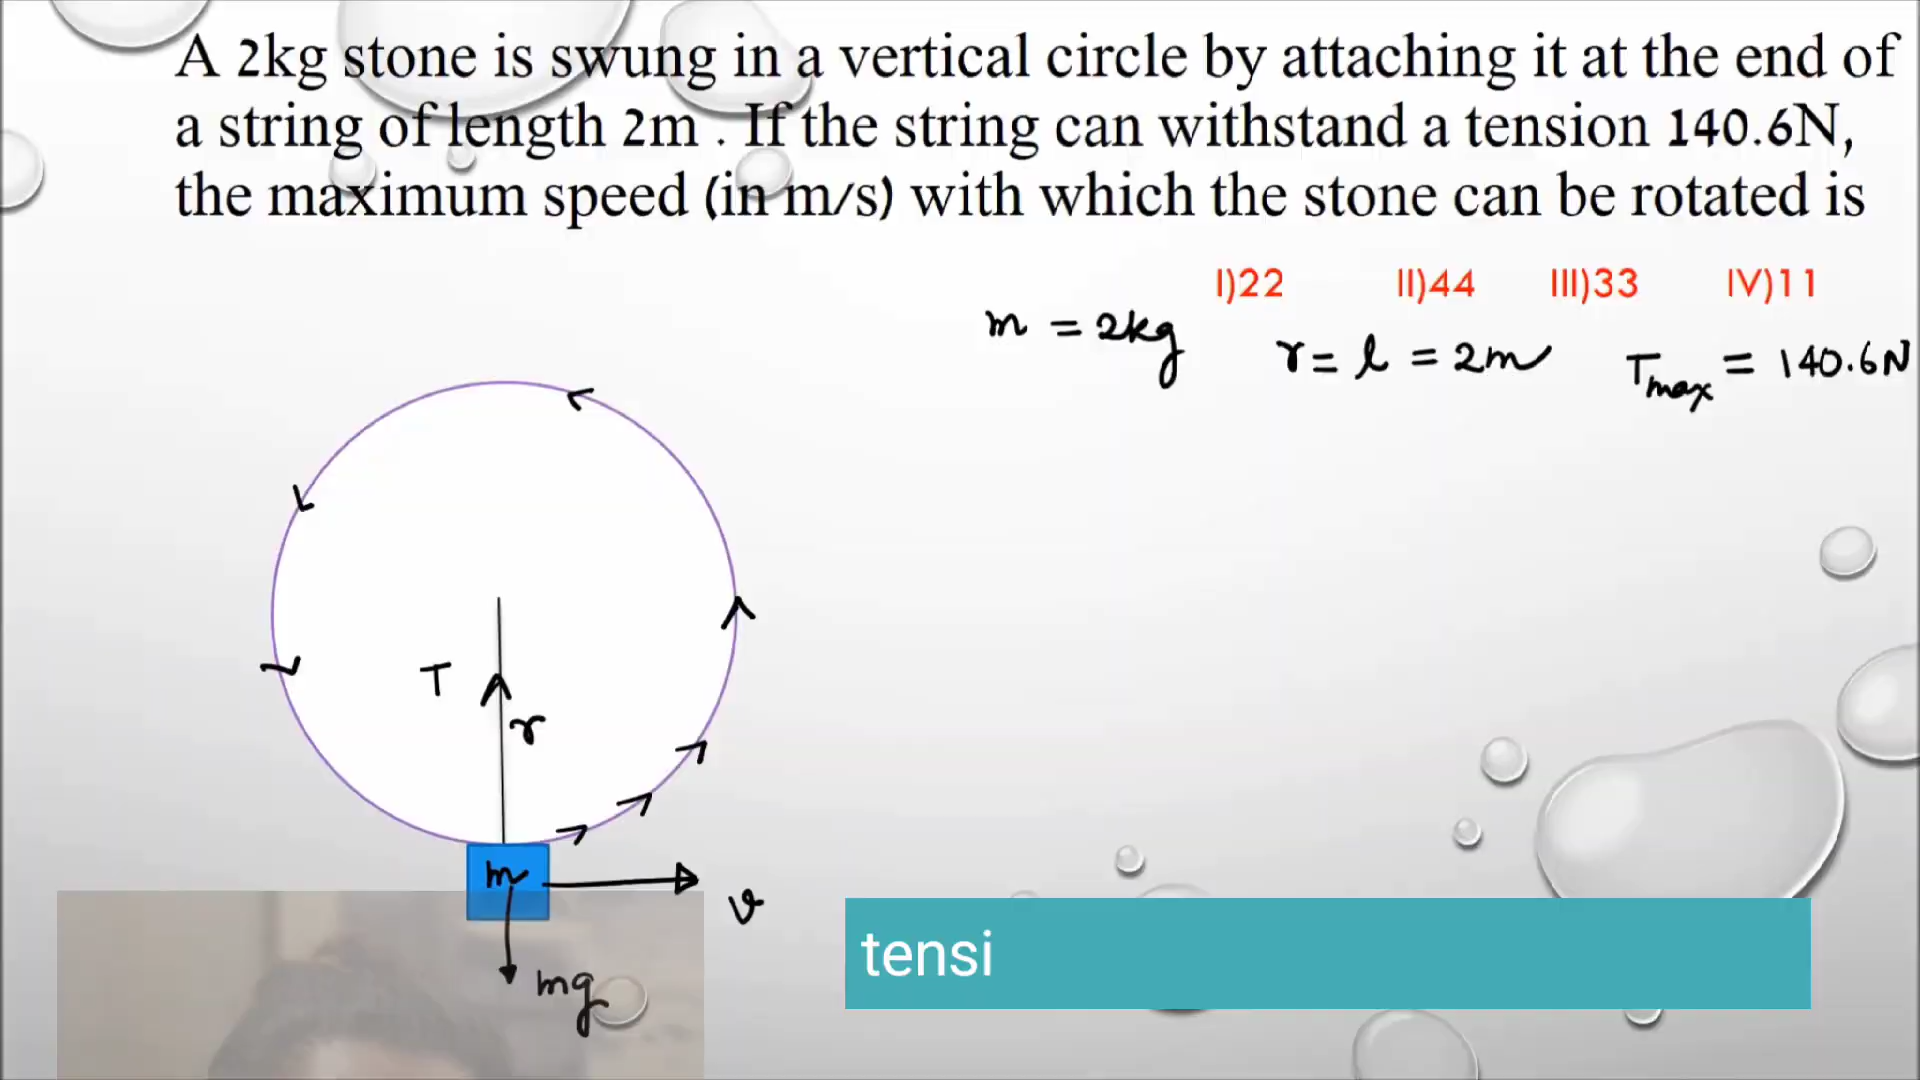 A 2kg stone is swung in a vertical circle by attaching it at the end of
a string of length 2m . If the string can withstand a tension 140.6N,
the maximum speed (in m/s) with which the stone can be rotated is
I)22 II)44 III)33 IV)11
m = 2kg r = l = 2m Tmax = 140.6N
T
r
m
v
mg
tensi